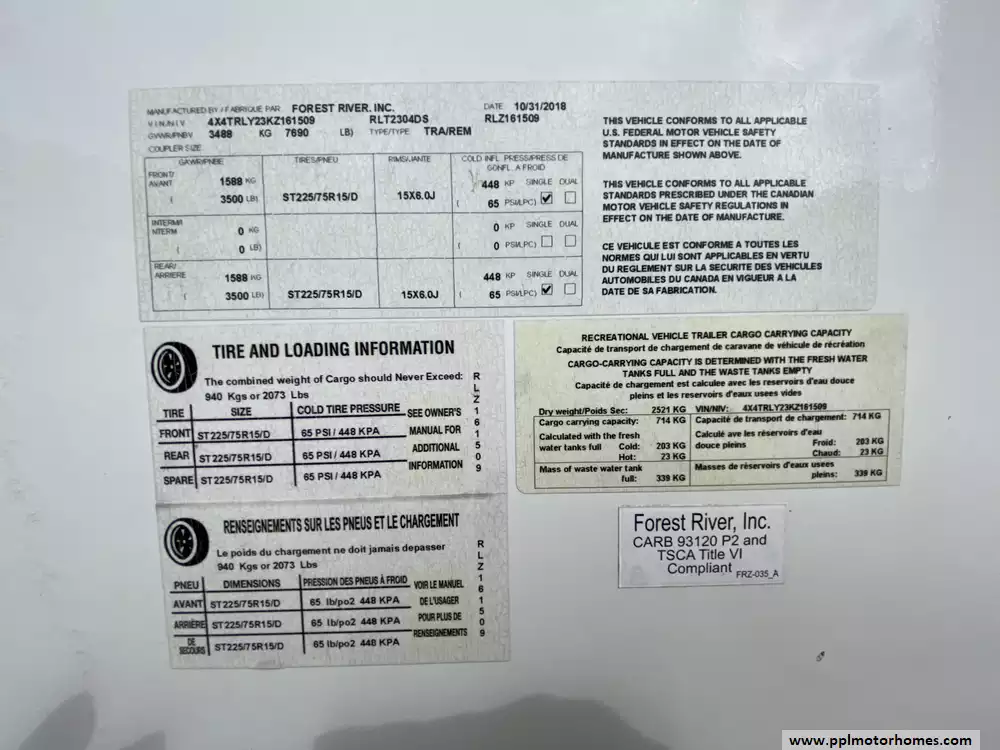 MANUFACTURED BY / FABRIQUE PAR FOREST RIVER, INC. DATE 10/31/2018
V I N / N I V 4X4TRLY23KZ161509 RLT2304DS RLZ161509
GVWR/PNBV 3488 KG 7690 LB) TYPE/TYPE TRA/REM
COUPLER SIZE
GAWR/PNBE TIRES/PNEU RIMS/JANTE COLD INFL. PRESS/PRESS DE GONFL. A FROID
FRONT/ AVANT 1588 KG 448 KP SINGLE DUAL
( 3500 LB) ST225/75R15/D 15X6.0J ( 65 PSI/LPC)
INTERM/ INTERM 0 KG 0 KP SINGLE DUAL
( 0 LB) ( 0 PSI/LPC)
REAR/ ARRIERE 1588 KG 448 KP SINGLE DUAL
( 3500 LB) ST225/75R15/D 15X6.0J ( 65 PSI/LPC)
THIS VEHICLE CONFORMS TO ALL APPLICABLE
U.S. FEDERAL MOTOR VEHICLE SAFETY
STANDARDS IN EFFECT ON THE DATE OF
MANUFACTURE SHOWN ABOVE.
THIS VEHICLE CONFORMS TO ALL APPLICABLE
STANDARDS PRESCRIBED UNDER THE CANADIAN
MOTOR VEHICLE SAFETY REGULATIONS IN
EFFECT ON THE DATE OF MANUFACTURE.
CE VEHICULE EST CONFORME A TOUTES LES
NORMES QUI LUI SONT APPLICABLES EN VERTU
DU REGLEMENT SUR LA SECURITE DES VEHICULES
AUTOMOBILES DU CANADA EN VIGUEUR A LA
DATE DE SA FABRICATION.
TIRE AND LOADING INFORMATION
The combined weight of Cargo should Never Exceed:
940 Kgs or 2073 Lbs
TIRE SIZE COLD TIRE PRESSURE SEE OWNER'S
FRONT ST225/75R15/D 65 PSI / 448 KPA MANUAL FOR
REAR ST225/75R15/D 65 PSI / 448 KPA ADDITIONAL
SPARE ST225/75R15/D 65 PSI / 448 KPA INFORMATION
RLZ161509
RENSEIGNEMENTS SUR LES PNEUS ET LE CHARGEMENT
Le poids du chargement ne doit jamais depasser
940 Kgs or 2073 Lbs
PNEU DIMENSIONS PRESSION DES PNEUS À FROID VOIR LE MANUEL
AVANT ST225/75R15/D 65 lb/po2 448 KPA DE L'USAGER
ARRIÈRE ST225/75R15/D 65 lb/po2 448 KPA POUR PLUS DE
DE SECOURS ST225/75R15/D 65 lb/po2 448 KPA RENSEIGNEMENTS
RLZ161509
RECREATIONAL VEHICLE TRAILER CARGO CARRYING CAPACITY
Capacité de transport de chargement de caravane de véhicule de récréation
CARGO-CARRYING CAPACITY IS DETERMINED WITH THE FRESH WATER
TANKS FULL AND THE WASTE TANKS EMPTY
Capacité de chargement est calculee avec les reservoirs d'eau douce
pleins et les reservoirs d'eaux usees vides
Dry weight/Poids Sec: 2521 KG VIN/NIV: 4X4TRLY23KZ161509
Cargo carrying capacity: 714 KG Capacité de transport de chargement: 714 KG
Calculated with the fresh Calculé ave les réservoirs d'eau
water tanks full Cold: 203 KG douce pleins Froid: 203 KG
Hot: 23 KG Chaud: 23 KG
Mass of waste water tank Masses de réservoirs d'eaux usees
full: 339 KG pleins: 339 KG
Forest River, Inc.
CARB 93120 P2 and
TSCA Title VI
Compliant FRZ-035_A
www.pplmotorhomes.com